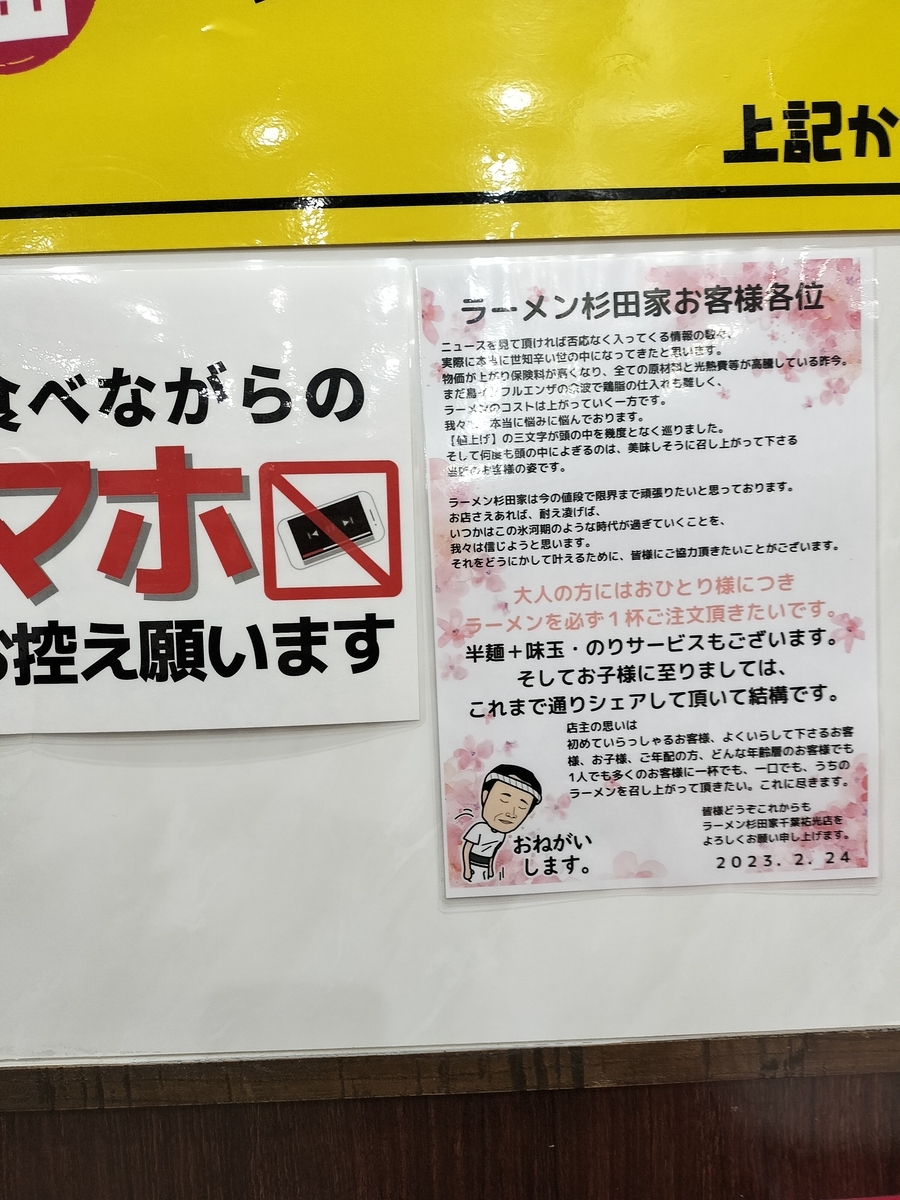 上記か
食べながらの
マホ
お控え願います
ラーメン杉田家お客様各位
ニュースを見て頂ければ否応なく入ってくる情報の数々。
実際に本当に世知辛い世の中になってきたと思います。
物価が上がり保険料が高くなり、全ての原材料と光熱費等が高騰している昨今。
まだ鳥インフルエンザの余波で鶏脂の仕入れも難しく、
ラーメンのコストは上がっていく一方です。
我々も、本当に悩みに悩んでおります。
【値上げ】の三文字が頭の中を幾度となく巡りました。
そして何度も頭の中によぎるのは、美味しそうに召し上がって下さる
当店のお客様の姿です。
ラーメン杉田家は今の値段で限界まで頑張りたいと思っております。
お店さえあれば、耐え凌げば、
いつかはこの氷河期のような時代が過ぎていくことを、
我々は信じようと思います。
それをどうにかして叶えるために、皆様にご協力頂きたいことがございます。
大人の方にはおひとり様につき
ラーメンを必ず1杯ご注文頂きたいです。
半麺＋味玉・のりサービスもございます。
そしてお子様に至りましては、
これまで通りシェアして頂いて結構です。
店主の思いは
初めていらっしゃるお客様、よくいらして下さるお客
様、お子様、ご年配の方、どんな年齢層のお客様でも
1人でも多くのお客様に一杯でも、一口でも、うちの
ラーメンを召し上がって頂きたい。これに尽きます。
おねがい
します。
皆様どうぞこれからも
ラーメン杉田家千葉祐光店を
よろしくお願い申し上げます。
2023. 2. 24